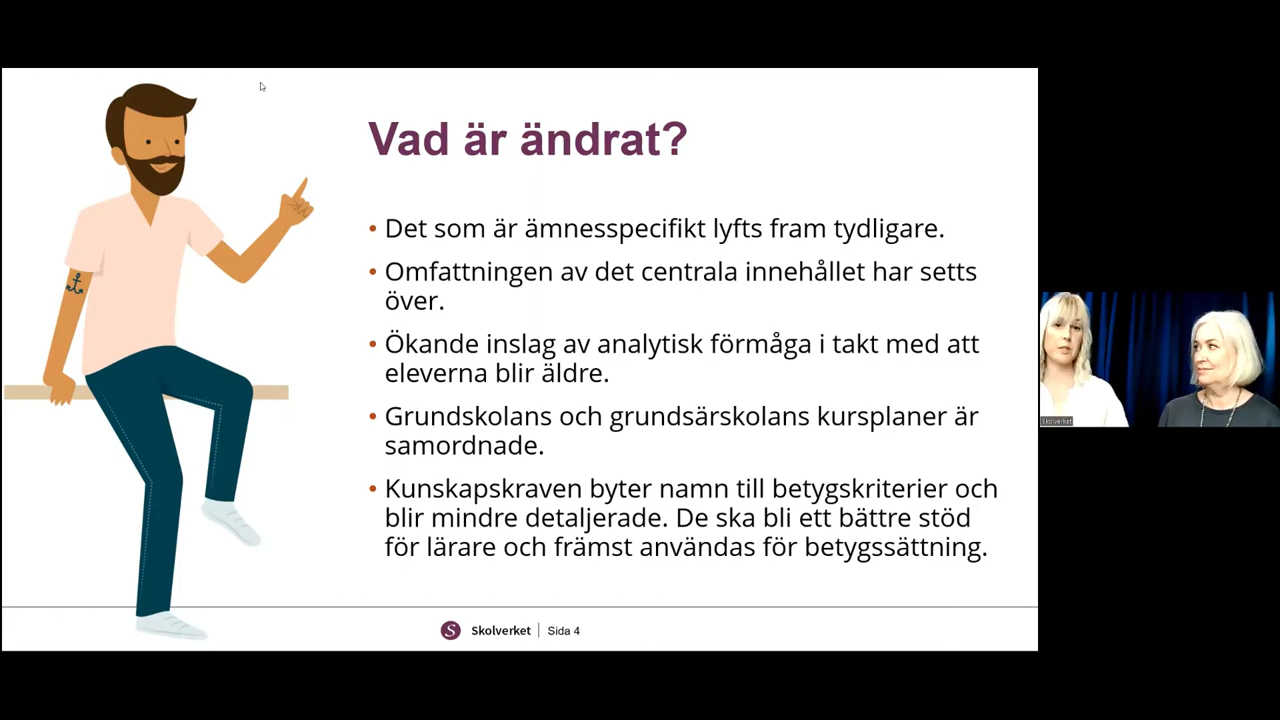 Vad är ändrat?
• Det som är ämnesspecifikt lyfts fram tydligare.
• Omfattningen av det centrala innehållet har setts
över.
• Ökande inslag av analytisk förmåga i takt med att
eleverna blir äldre.
• Grundskolans och grundsärskolans kursplaner är
samordnade.
• Kunskapskraven byter namn till betygskriterier och
blir mindre detaljerade. De ska bli ett bättre stöd
för lärare och främst användas för betygssättning.
Skolverket
S Skolverket | Sida 4